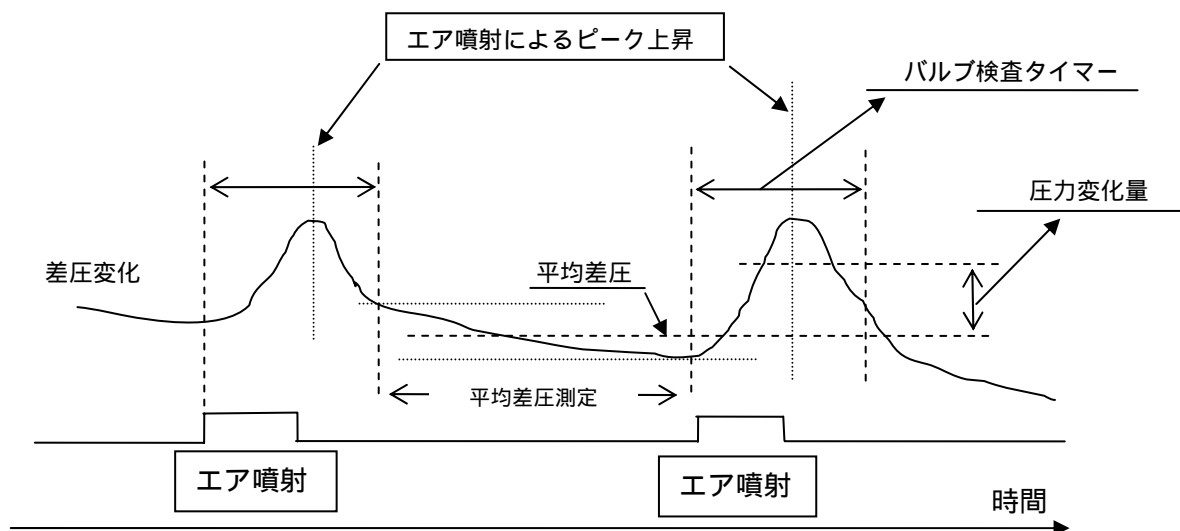 エア噴射によるピーク上昇
バルブ検査タイマー
圧力変化量
差圧変化
平均差圧
平均差圧測定
エア噴射
エア噴射
時間